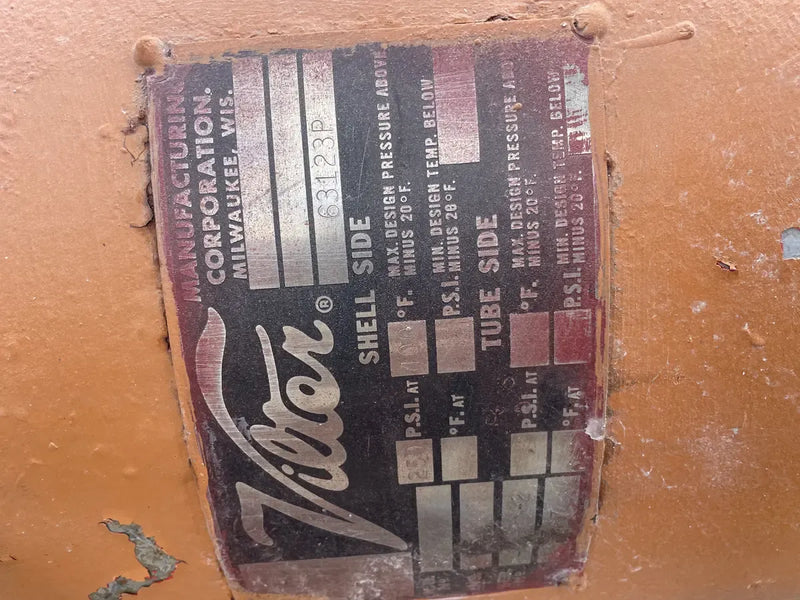 Vilter®
MANUFACTURING
CORPORATION.
MILWAUKEE, WIS.
63123P
SHELL SIDE
P.S.I. AT °F. MAX. DESIGN PRESSURE ABOVE
MINUS 20° F.
°F. AT P.S.I. MIN. DESIGN TEMP. BELOW
MINUS 20° F.
TUBE SIDE
P.S.I. AT °F. MAX. DESIGN PRESSURE ABOVE
MINUS 20° F.
°F. AT P.S.I. MIN. DESIGN TEMP. BELOW
MINUS 20° F.